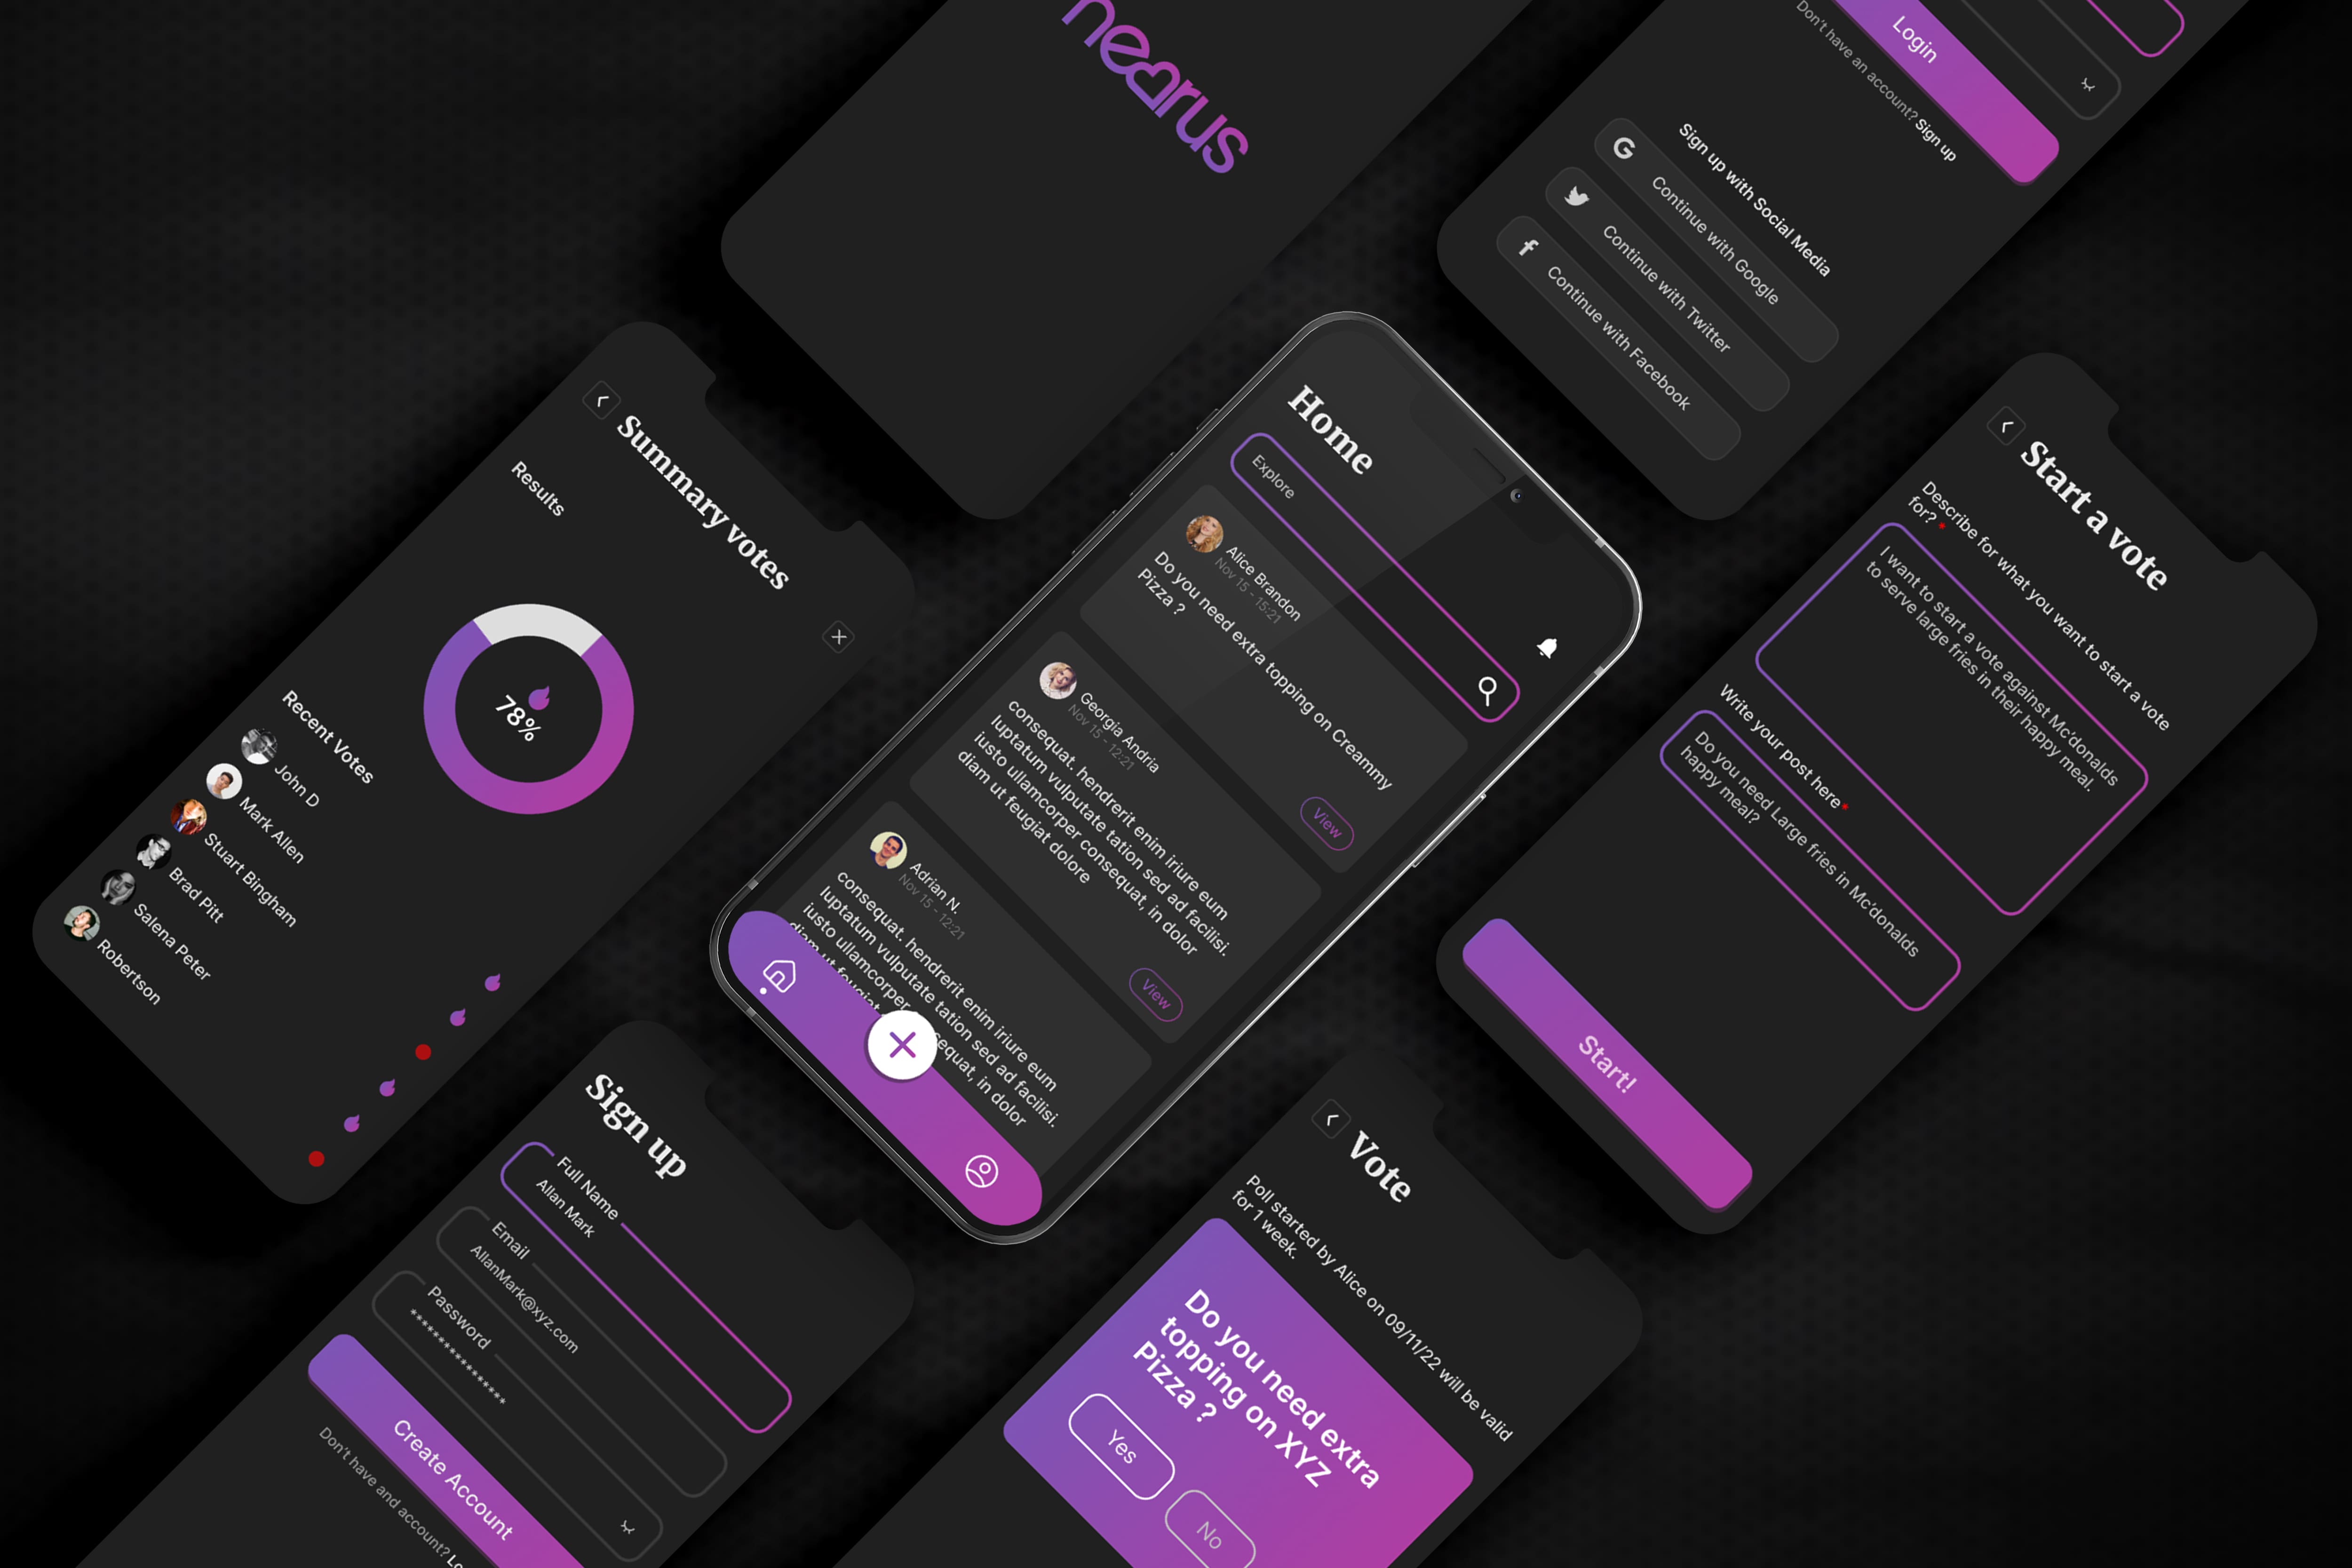 nearus
Login
Don't have an account? Sign up
Sign up with Social Media
G
Continue with Google
Continue with Twitter
f
Continue with Facebook
Summary votes
Results
78%
Recent Votes
John D
Mark Allen
Stuart Bingham
Brad Pitt
Salena Peter
Robertson
Home
Explore
Alice Brandon
Nov 15 - 15:21
Do you need extra topping on Creammy
Pizza ?
View
Georgia Andria
Nov 15 - 12:21
consequat. hendrerit enim iriure eum
luptatum vulputate tation sed ad facilisi.
iusto ullamcorper consequat, in dolor
diam ut feugiat dolore
View
Adrian N.
Nov 15 - 12:21
consequat. hendrerit enim iriure eum
luptatum vulputate tation sed ad facilisi.
iusto ullamcorper consequat, in dolor
diam ut feugiat
Start a vote
Describe for what you want to start a vote
for? *
I want to start a vote against Mc'donalds
to serve large fries in their happy meal.
Write your post here *
Do you need Large fries in Mc'donalds
happy meal?
Start!
Sign up
Full Name
Allan Mark
Email
AllanMark@xyz.com
Password
******************
Create Account
Don't have and account?
Vote
Poll started by Alice on 09/11/22 will be valid
for 1 week.
Do you need extra
topping on XYZ
Pizza ?
Yes
No